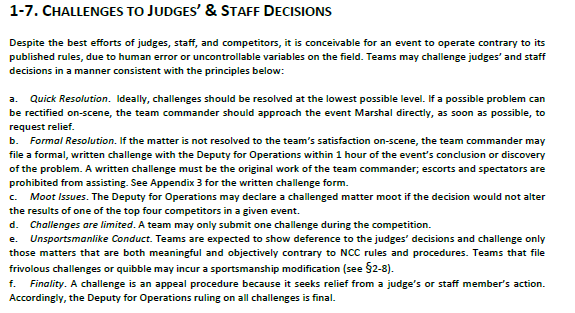 1-7. CHALLENGES TO JUDGES' & STAFF DECISIONS
Despite the best efforts of judges, staff, and competitors, it is conceivable for an event to operate contrary to its
published rules, due to human error or uncontrollable variables on the field. Teams may challenge judges' and staff
decisions in a manner consistent with the principles below:
a. Quick Resolution. Ideally, challenges should be resolved at the lowest possible level. If a possible problem can
be rectified on-scene, the team commander should approach the event Marshal directly, as soon as possible, to
request relief.
b. Formal Resolution. If the matter is not resolved to the team's satisfaction on-scene, the team commander may
file a formal, written challenge with the Deputy for Operations within 1 hour of the event's conclusion or discovery
of the problem. A written challenge must be the original work of the team commander; escorts and spectators are
prohibited from assisting. See Appendix 3 for the written challenge form.
c. Moot Issues. The Deputy for Operations may declare a challenged matter moot if the decision would not alter
the results of one of the top four competitors in a given event.
d. Challenges are limited. A team may only submit one challenge during the competition.
e. Unsportsmanlike Conduct. Teams are expected to show deference to the judges' decisions and challenge only
those matters that are both meaningful and objectively contrary to NCC rules and procedures. Teams that file
frivolous challenges or quibble may incur a sportsmanship modification (see §2-8).
f. Finality. A challenge is an appeal procedure because it seeks relief from a judge's or staff member's action.
Accordingly, the Deputy for Operations ruling on all challenges is final.